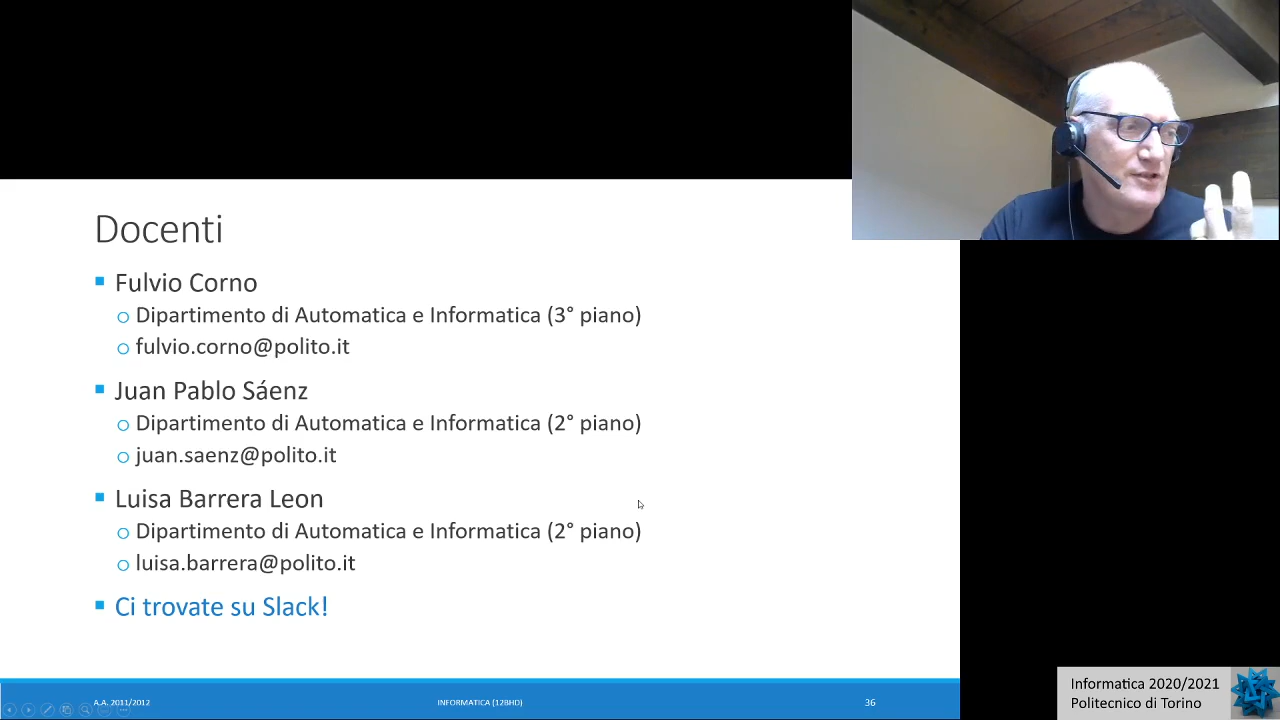 Docenti
Fulvio Corno
Dipartimento di Automatica e Informatica (3° piano)
fulvio.corno@polito.it
Juan Pablo Sáenz
Dipartimento di Automatica e Informatica (2° piano)
juan.saenz@polito.it
Luisa Barrera Leon
Dipartimento di Automatica e Informatica (2° piano)
luisa.barrera@polito.it
Ci trovate su Slack!
A.A. 2011/2012
INFORMATICA (12BHD)
36
Informatica 2020/2021
Politecnico di Torino